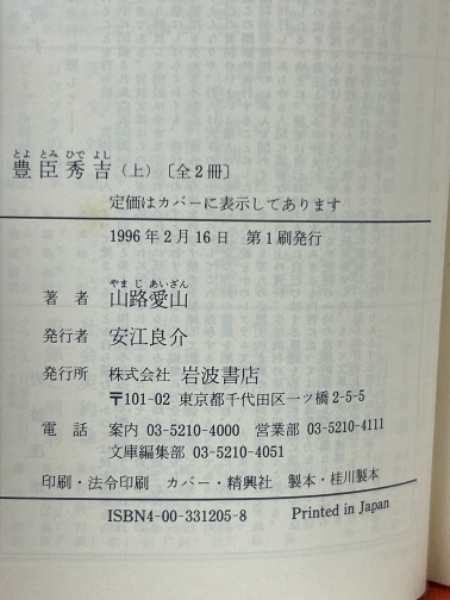 とよ とみ ひで よし
豊臣秀吉(上)〔全2冊〕
定価はカバーに表示してあります
1996年2月16日 第1刷発行
やま じ あいざん
著者 山路愛山
発行者 安江良介
発行所 株式会社 岩波書店
〒101-02 東京都千代田区一ツ橋2-5-5
電話 案内 03-5210-4000 営業部 03-5210-4111
文庫編集部 03-5210-4051
印刷・法令印刷 カバー・精興社 製本・桂川製本
ISBN4-00-331205-8 Printed in Japan